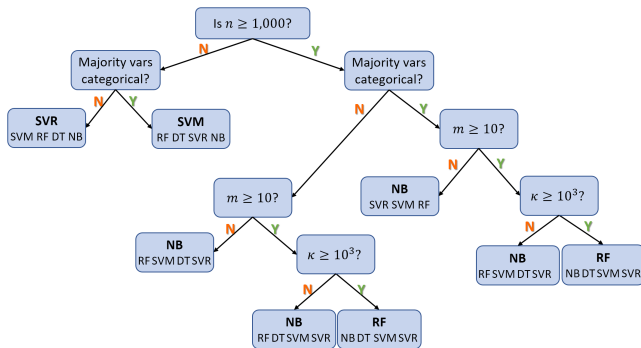 Is n ≥ 1,000?
N
Y
Majority vars
categorical?
Majority vars
categorical?
N
Y
N
Y
SVR
SVM RF DT NB
SVM
RF DT SVR NB
m ≥ 10?
N
Y
m ≥ 10?
NB
SVR SVM RF
κ ≥ 10³?
N
Y
N
Y
NB
RF SVM DT SVR
κ ≥ 10³?
NB
RF SVM DT SVR
RF
NB DT SVM SVR
N
Y
NB
RF DT SVM SVR
RF
NB DT SVM SVR